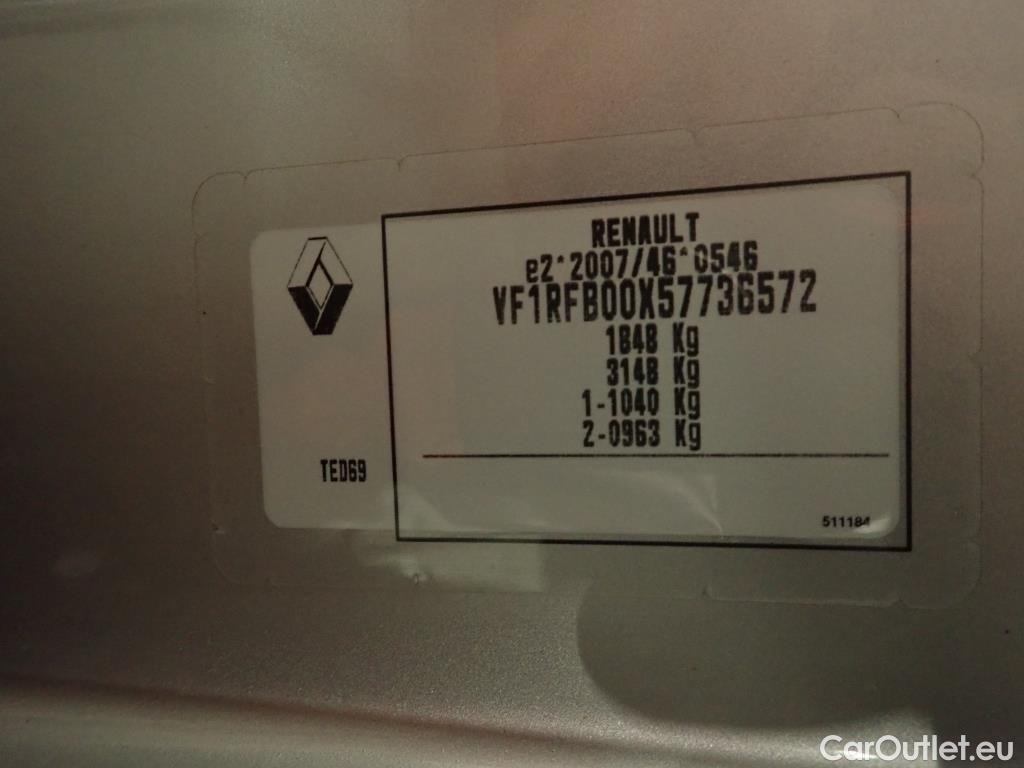 RENAULT
e2*2007/46*0546
VF1RFB00X57736572
1848 Kg
3148 Kg
1-1040 Kg
2-0963 Kg
TED69
511184
CarOutlet.eu